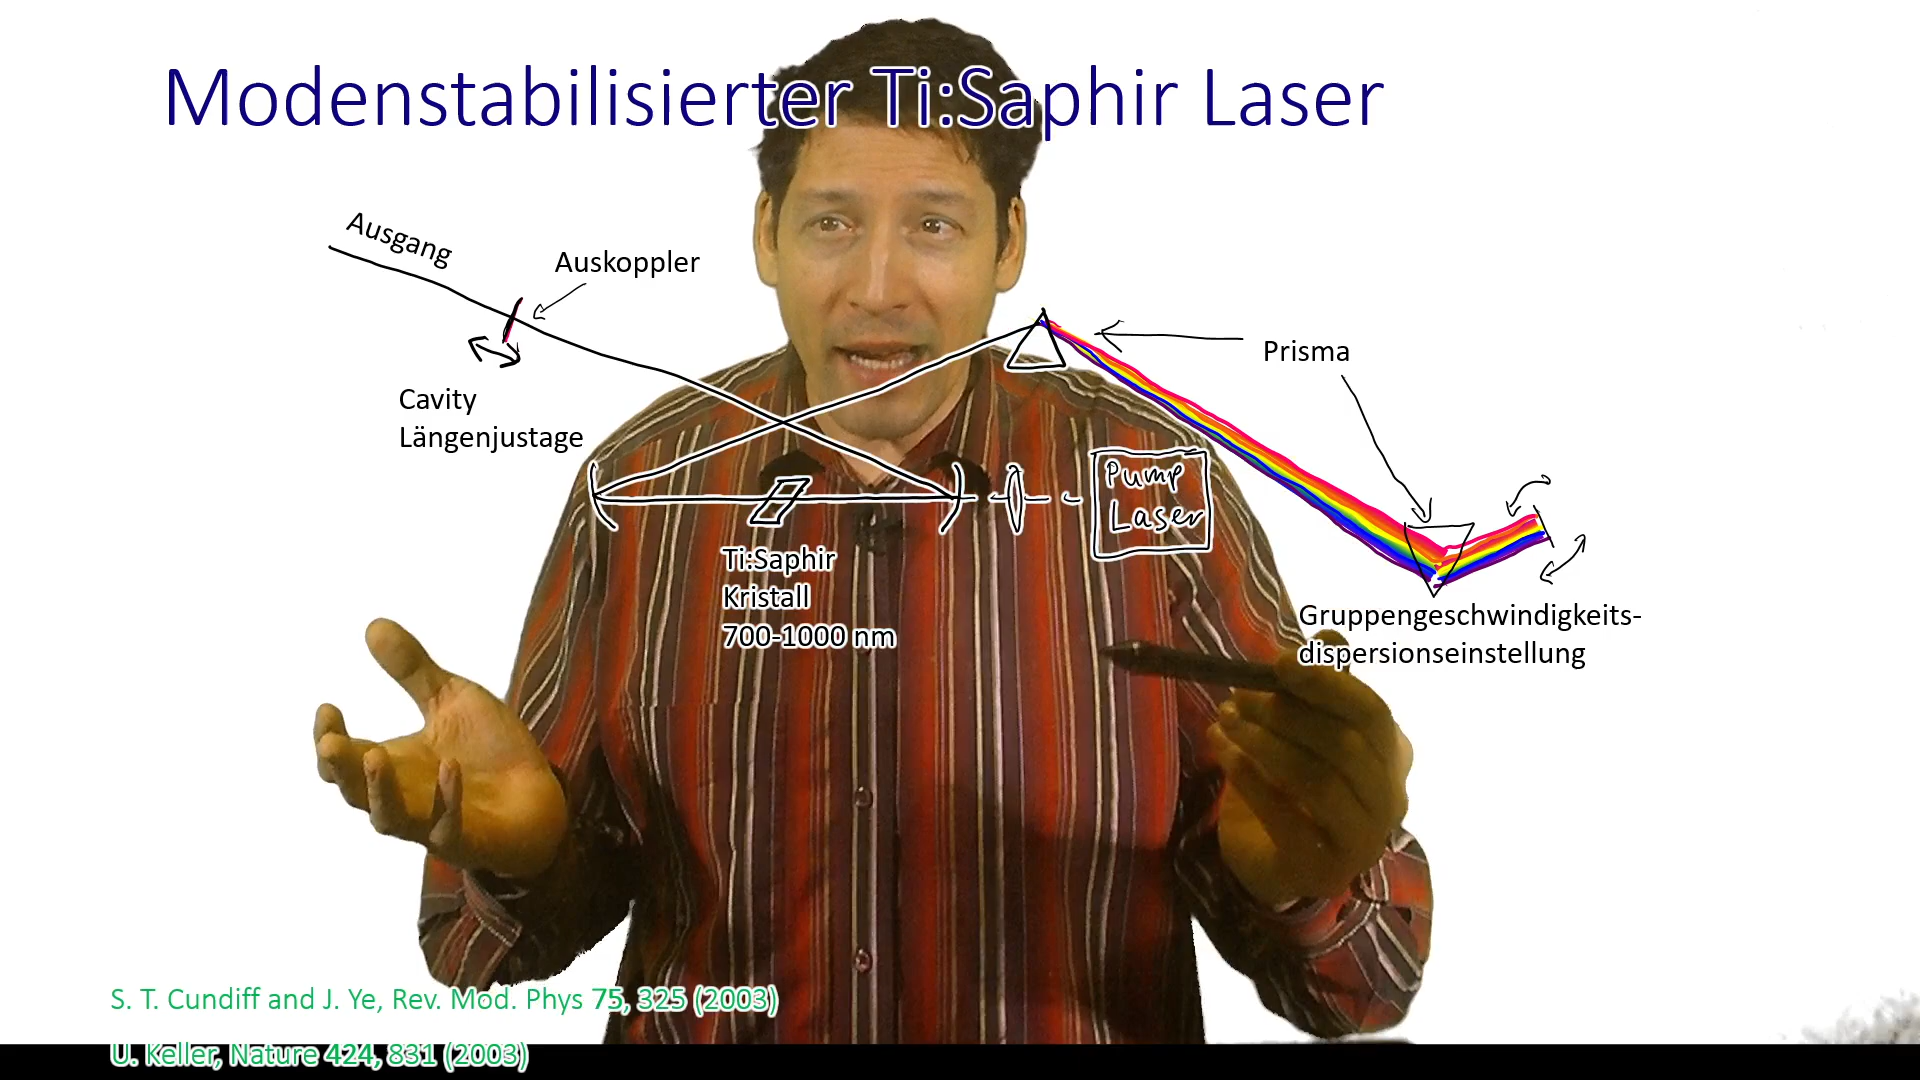 Modenstabilisierter Ti:Saphir Laser
Ausgang
Auskoppler
Cavity
Längenjustage
Prisma
Pump
Laser
Ti:Saphir
Kristall
700-1000 nm
Gruppengeschwindigkeits-
dispersionseinstellung
S. T. Cundiff and J. Ye, Rev. Mod. Phys 75, 325 (2003)
U. Keller, Nature 424, 831 (2003)